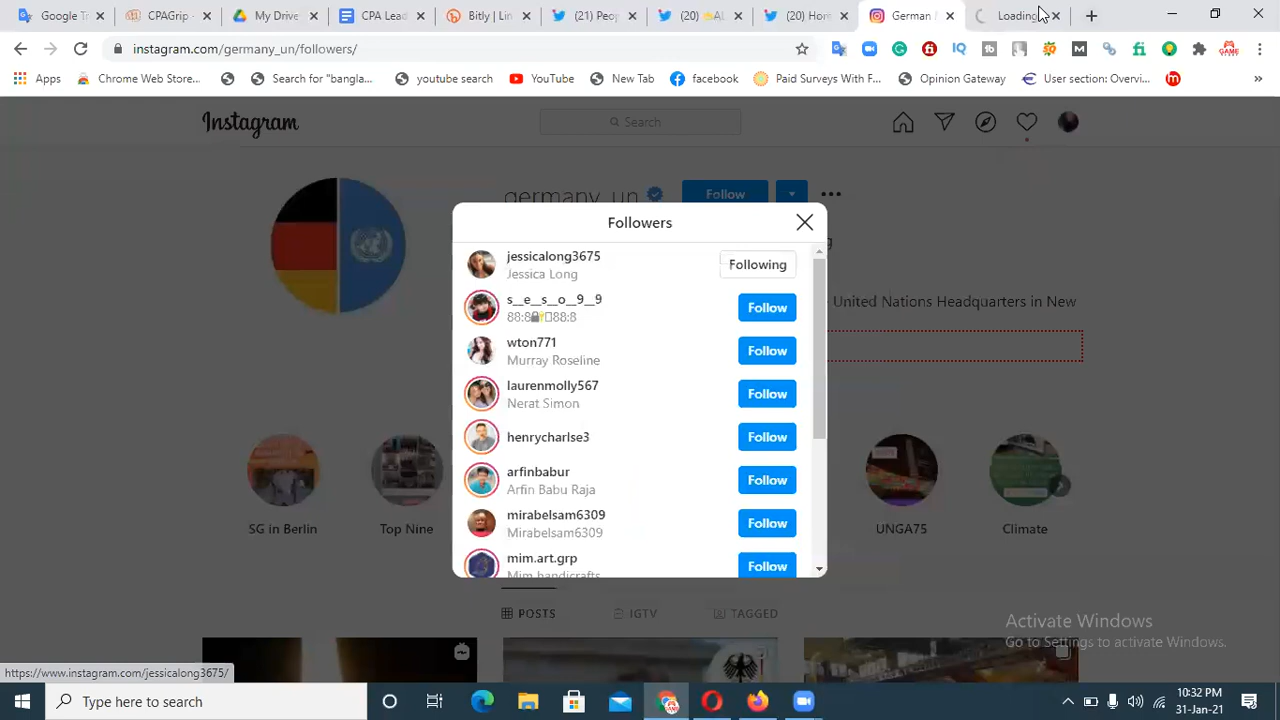 Google Tr
CPAGrip -
My Drive
CPA Lead
Bitly | Lin
(21) Peop
(20)
(20) Hom
German M
Loading
instagram.com/germany_un/followers/
Apps
Chrome Web Store...
Search for "bangla...
youtube search
YouTube
New Tab
facebook
Paid Surveys With F...
Opinion Gateway
User section: Overvi...
»
Instagram
Search
germany_un
Follow
Followers
jessicalong3675
Jessica Long
Following
s__e__s__o__9__9
Follow
United Nations Headquarters in New
wton771
Murray Roseline
Follow
laurenmolly567
Nerat Simon
Follow
henrycharlse3
Follow
arfinbabur
Arfin Babu Raja
Follow
mirabelsam6309
Mirabelsam6309
Follow
mim.art.grp
Mim handicrafts
Follow
SG in Berlin
Top Nine
UNGA75
Climate
POSTS
IGTV
TAGGED
Activate Windows
Go to Settings to activate Windows.
https://www.instagram.com/jessicalong3675/
Type here to search
10:32 PM
31-Jan-21